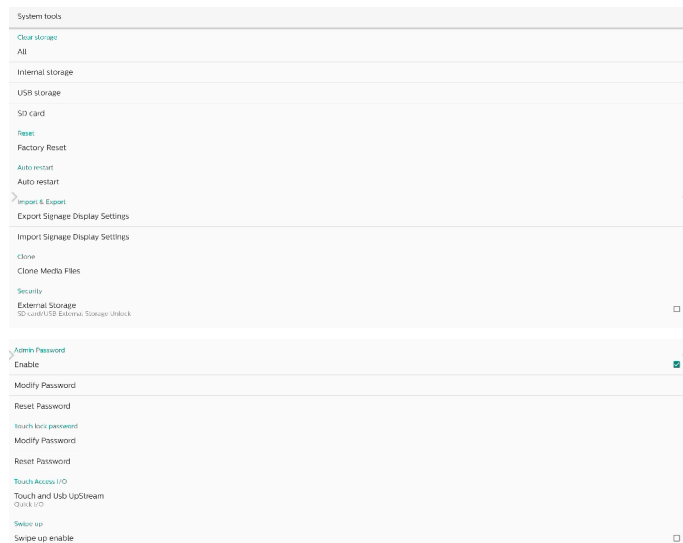 System tools
Clear storage
All
Internal storage
USB storage
SD card
Reset
Factory Reset
Auto restart
Auto restart
Import & Export
Export Signage Display Settings
Import Signage Display Settings
Clone
Clone Media Files
Security
External Storage
SD card/USB External Storage Unlock
Admin Password
Enable
Modify Password
Reset Password
Touch lock password
Modify Password
Reset Password
Touch Access I/O
Touch and Usb UpStream
Quick I/O
Swipe up
Swipe up enable